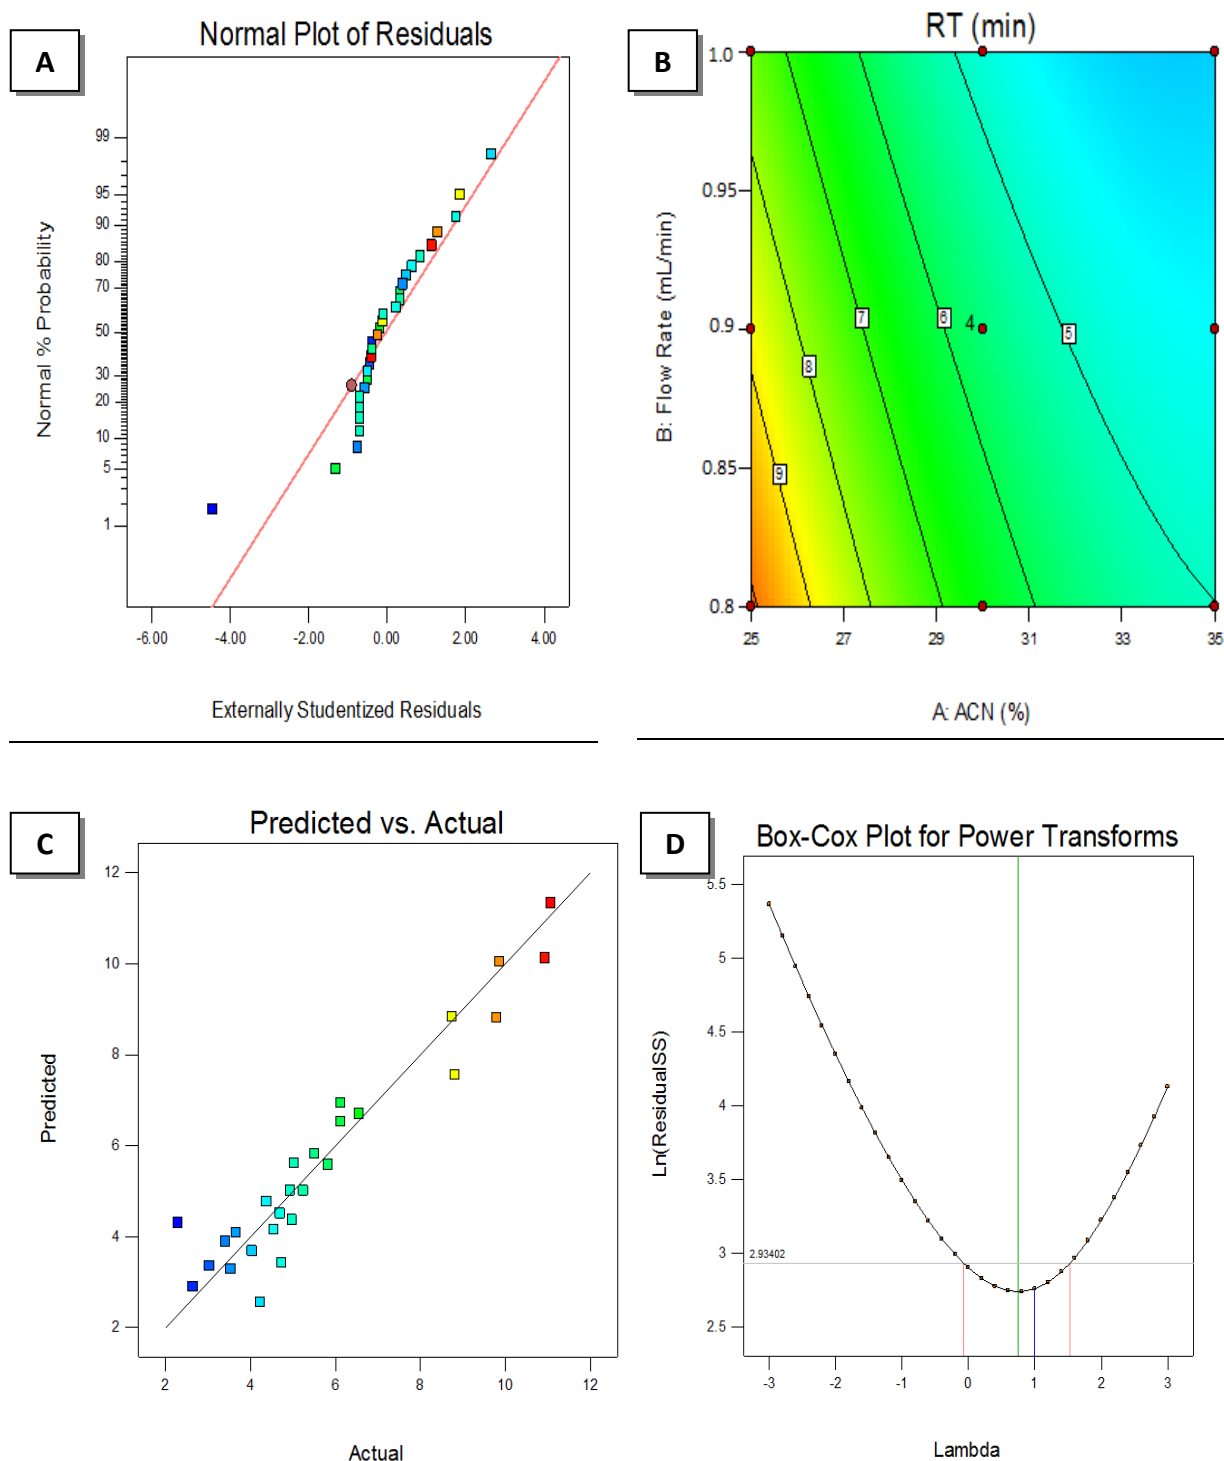 A
Normal Plot of Residuals
Normal % Probability
99
95
90
80
70
50
30
20
10
5
1
-6.00 -4.00 -2.00 0.00 2.00 4.00
Externally Studentized Residuals
B
RT (min)
B: Flow Rate (mL/min)
1.0
0.95
0.9
0.85
0.8
9
8
7
6
4
5
25 27 29 31 33 35
A: ACN (%)
C
Predicted vs. Actual
Predicted
12
10
8
6
4
2
2 4 6 8 10 12
Actual
D
Box-Cox Plot for Power Transforms
Ln(ResidualSS)
5.5
5
4.5
4
3.5
3
2.5
2.93402
-3 -2 -1 0 1 2 3
Lambda